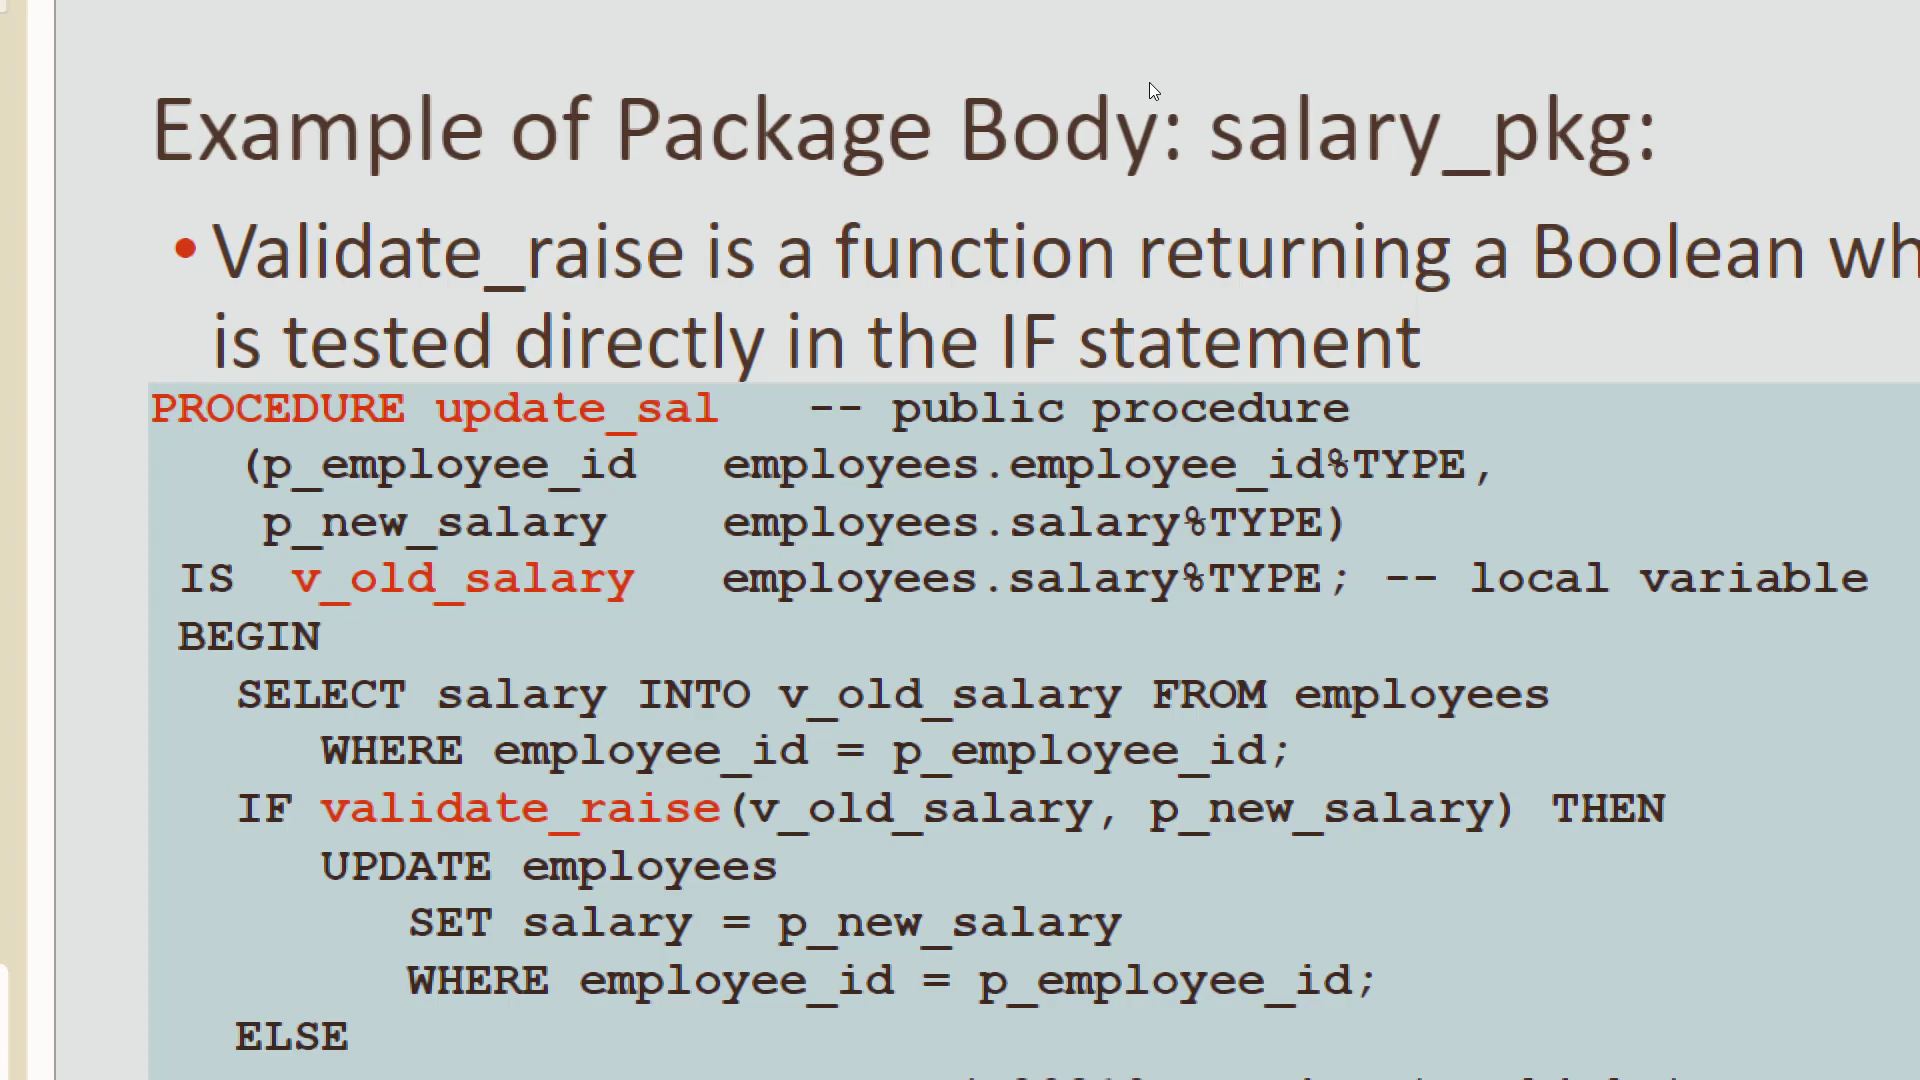 Example of Package Body: salary_pkg:
• Validate_raise is a function returning a Boolean
is tested directly in the IF statement
PROCEDURE update_sal   -- public procedure
(p_employee_id   employees.employee_id%TYPE,
p_new_salary    employees.salary%TYPE)
IS  v_old_salary   employees.salary%TYPE; -- local variable
BEGIN
SELECT salary INTO v_old_salary FROM employees
WHERE employee_id = p_employee_id;
IF validate_raise(v_old_salary, p_new_salary) THEN
UPDATE employees
SET salary = p_new_salary
WHERE employee_id = p_employee_id;
ELSE